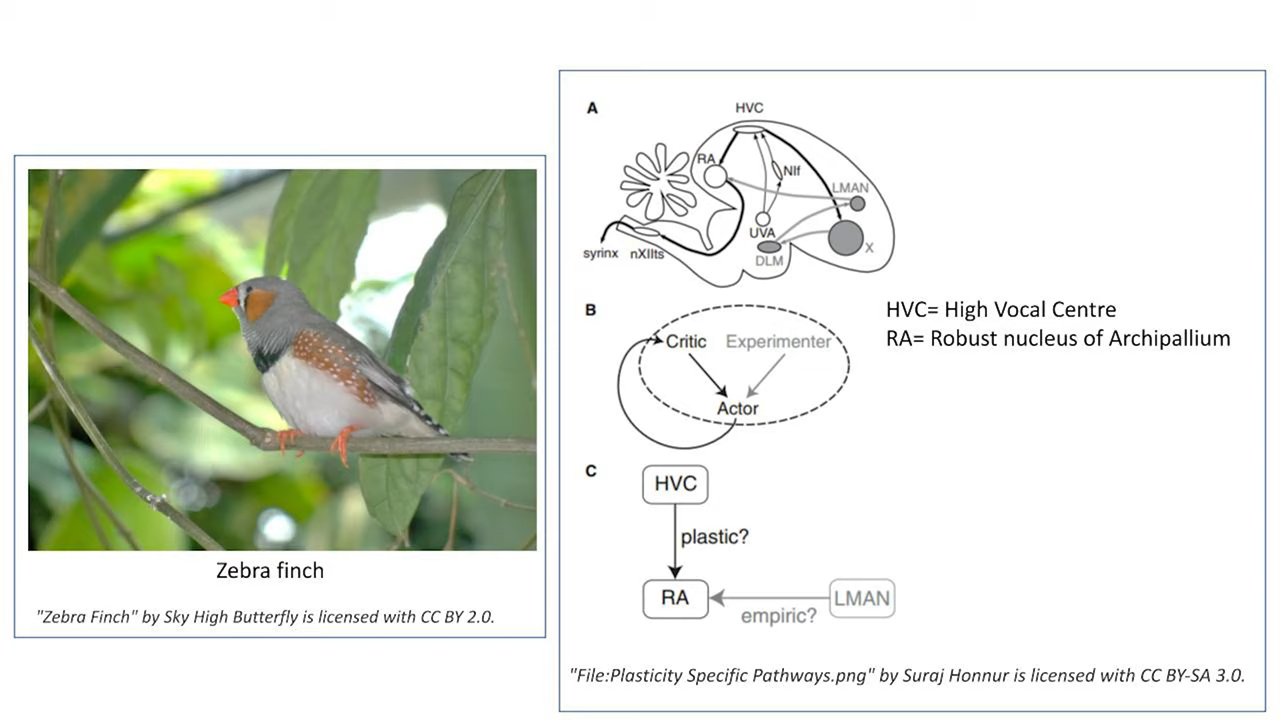 Zebra finch
"Zebra Finch" by Sky High Butterfly is licensed with CC BY 2.0.
A
HVC
RA
NIf
LMAN
UVA
X
syrinx nXIIts
DLM
B
Critic Experimenter
Actor
HVC= High Vocal Centre
RA= Robust nucleus of Archipallium
C
HVC
plastic?
RA
LMAN
empiric?
"File:Plasticity Specific Pathways.png" by Suraj Honnur is licensed with CC BY-SA 3.0.